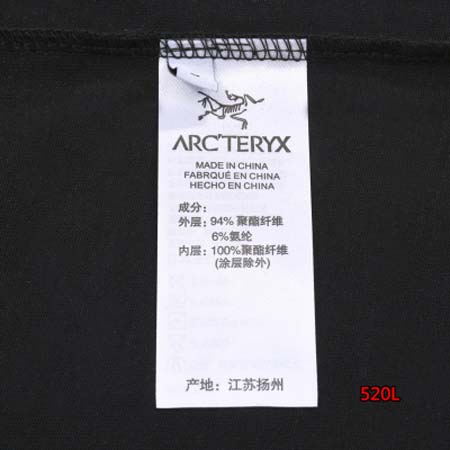 ARC'TERYX
MADE IN CHINA
FABRIQUÉ EN CHINA
HECHO EN CHINA
成分:
外层: 94% 聚酯纤维
6%氨纶
内层: 100%聚酯纤维
(涂层除外)
产地: 江苏扬州
520L